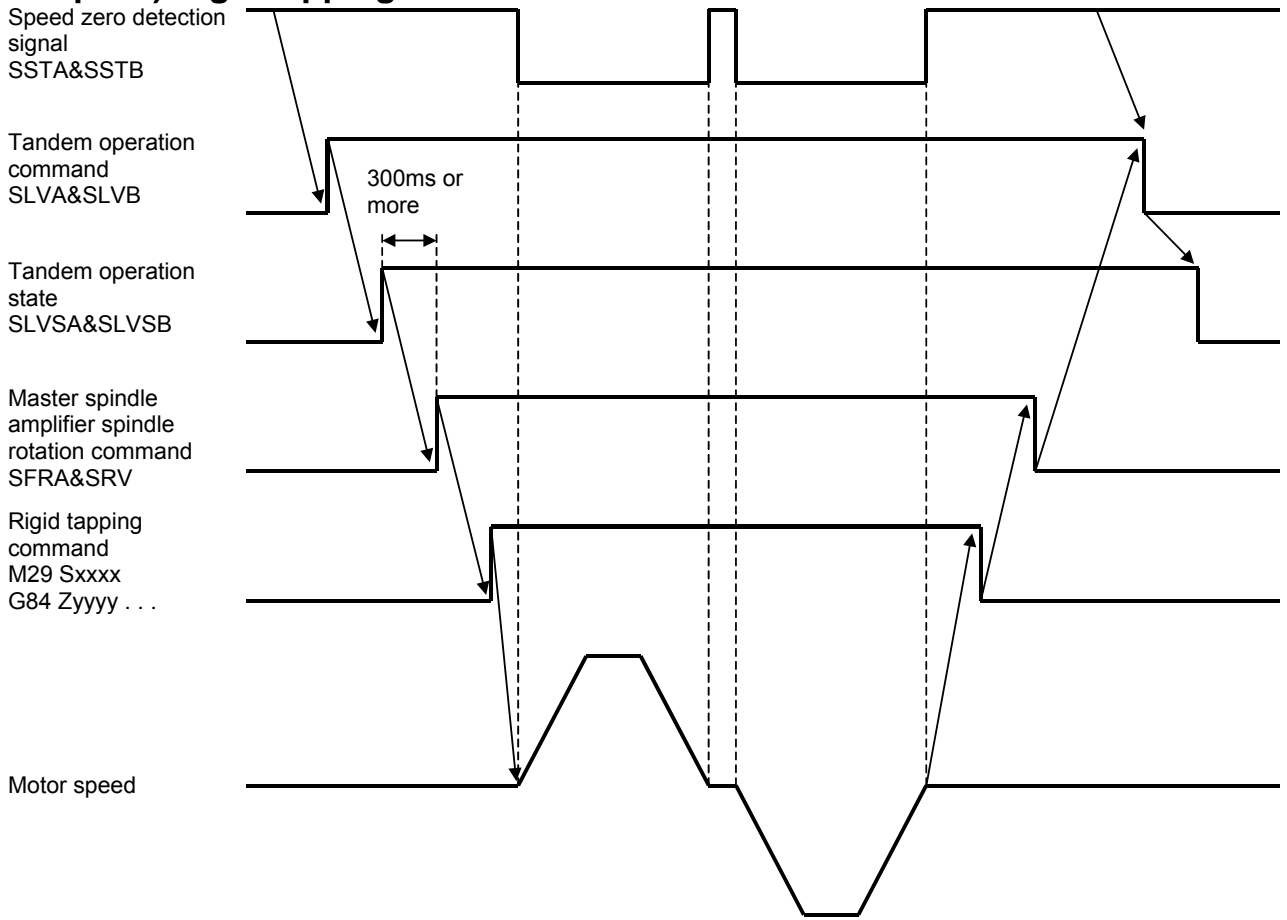 Speed zero detection
signal
SSTA&SSTB
Tandem operation
command
SLVA&SLVB
300ms or
more
Tandem operation
state
SLVSA&SLVSB
Master spindle
amplifier spindle
rotation command
SFRA&SRV
Rigid tapping
command
M29 Sxxxx
G84 Zyyyy . . .
Motor speed